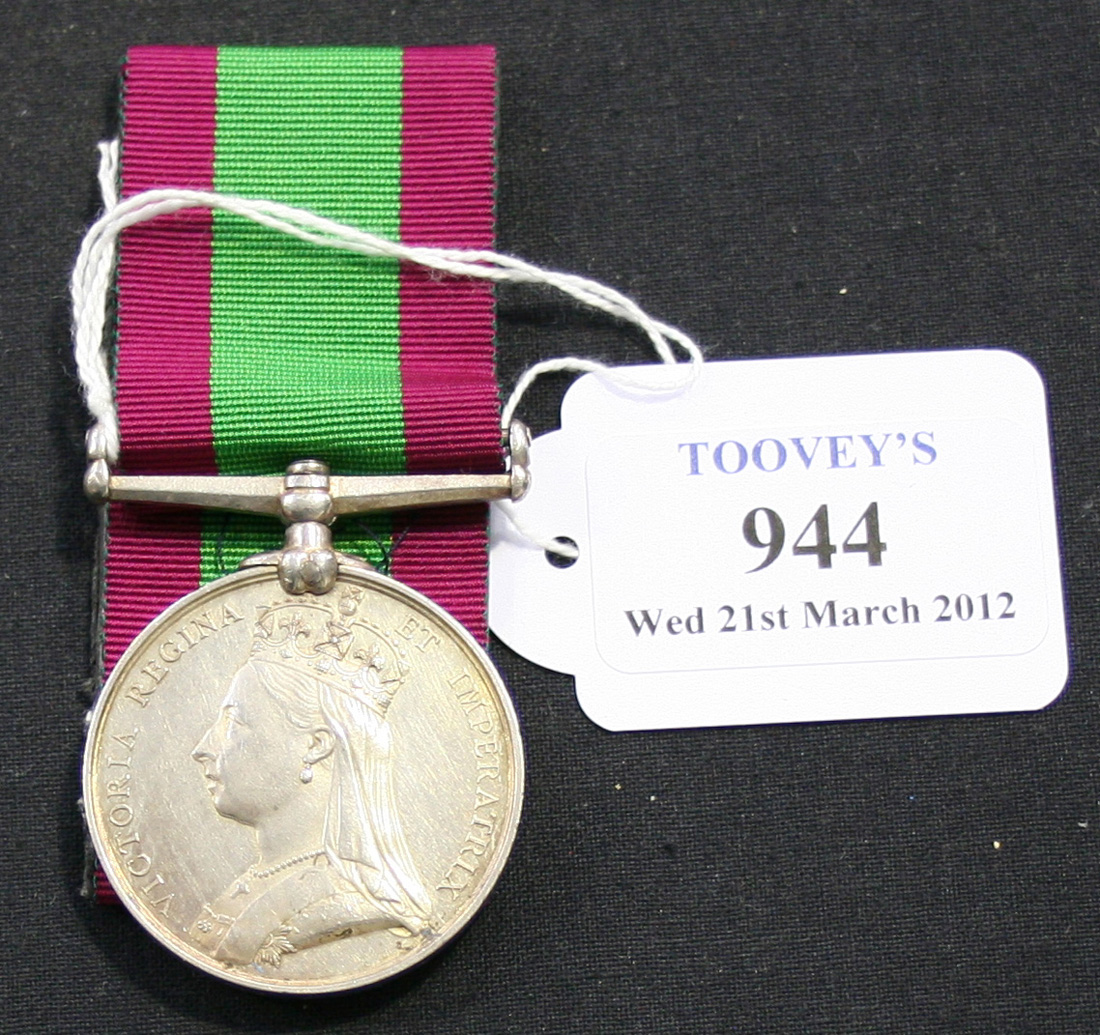 VICTORIA REGINA ET IMPERATRIX
TOOVEY'S
944
Wed 21st March 2012